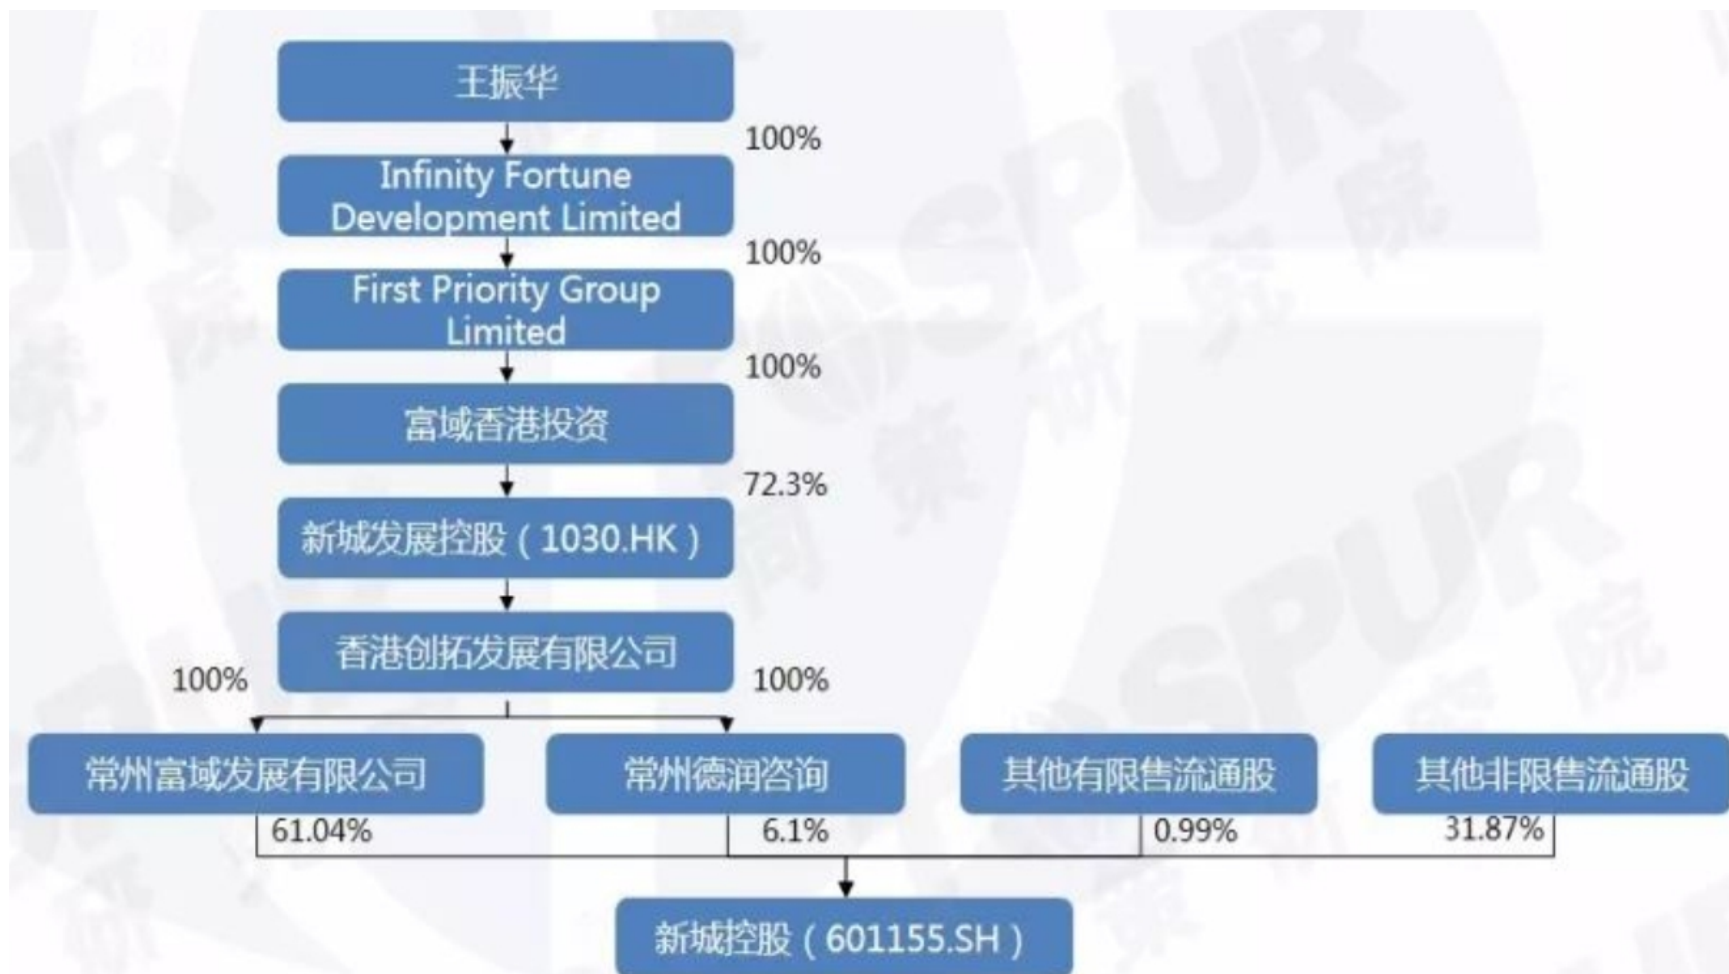 王振华
100%
Infinity Fortune
Development Limited
100%
First Priority Group
Limited
100%
富域香港投资
72.3%
新城发展控股（1030.HK）
香港创拓发展有限公司
100%
100%
常州富域发展有限公司
常州德润咨询
其他有限售流通股
其他非限售流通股
61.04%
6.1%
0.99%
31.87%
新城控股（601155.SH）